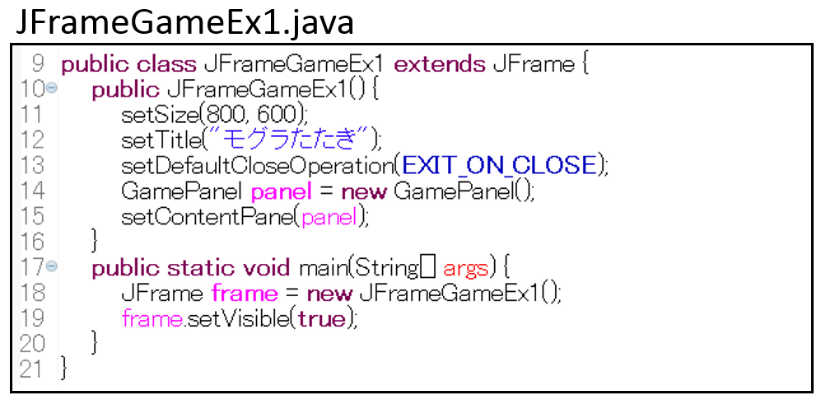 JFrameGameEx1.java
9 public class JFrameGameEx1 extends JFrame {
10 public JFrameGameEx1() {
11 setSize(800, 600);
12 setTitle("モグラたたき");
13 setDefaultCloseOperation(EXIT_ON_CLOSE);
14 GamePanel panel = new GamePanel();
15 setContentPane(panel);
16 }
17 public static void main(String[] args) {
18 JFrame frame = new JFrameGameEx1();
19 frame.setVisible(true);
20 }
21 }